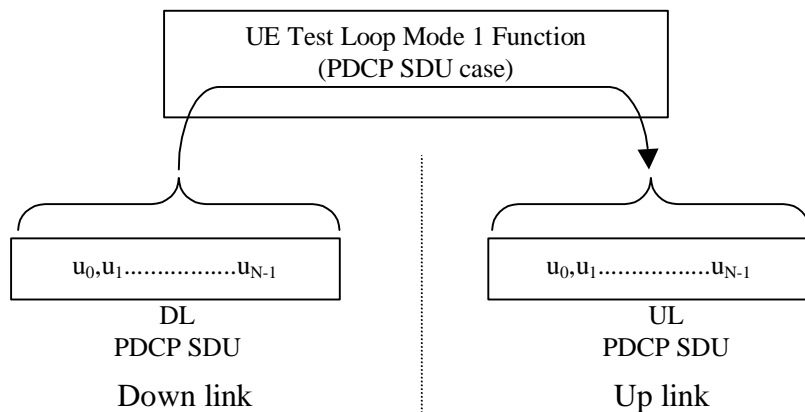 UE Test Loop Mode 1 Function
(PDCP SDU case)
u0,u1..................uN-1
u0,u1..................uN-1
DL
PDCP SDU
UL
PDCP SDU
Down link
Up link